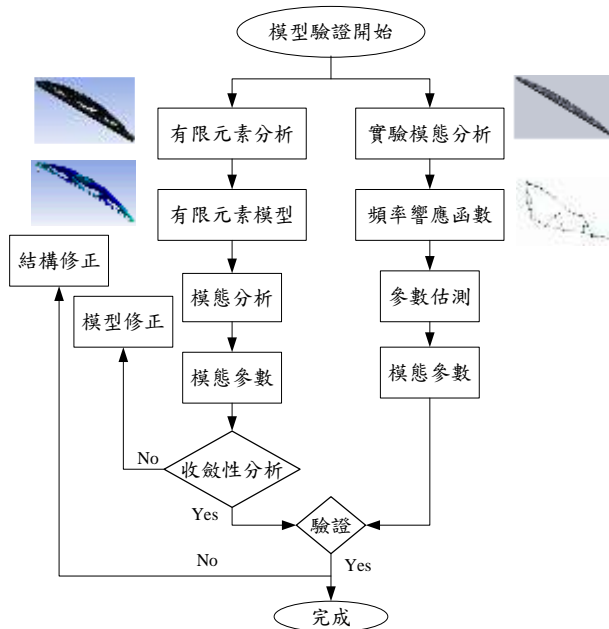 模型驗證開始
有限元素分析
實驗模態分析
有限元素模型
頻率響應函數
結構修正
模態分析
參數估測
模型修正
模態參數
模態參數
No
收斂性分析
Yes
驗證
No
Yes
完成